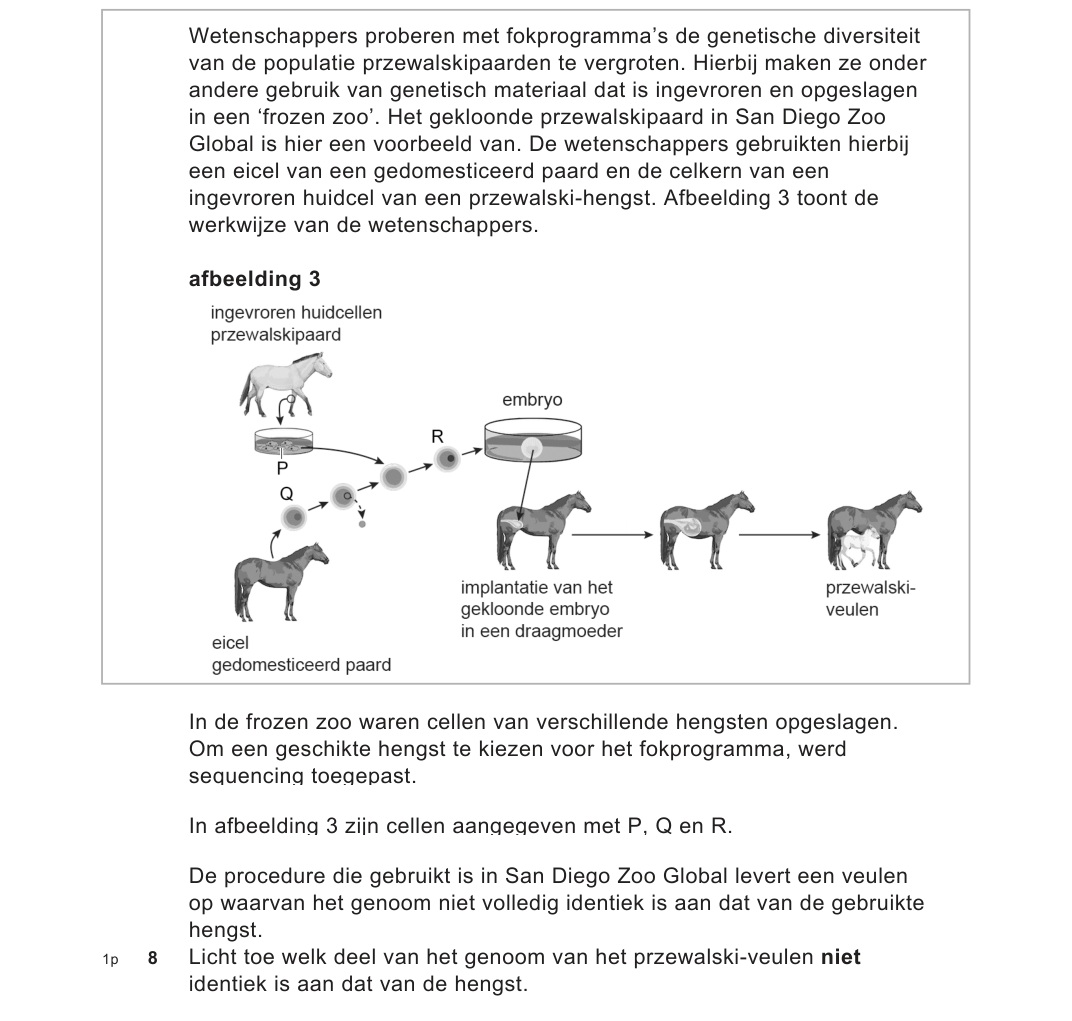 Wetenschappers proberen met fokprogramma's de genetische diversiteit
van de populatie przewalskipaarden te vergroten. Hierbij maken ze onder
andere gebruik van genetisch materiaal dat is ingevroren en opgeslagen
in een 'frozen zoo'. Het gekloonde przewalskipaard in San Diego Zoo
Global is hier een voorbeeld van. De wetenschappers gebruikten hierbij
een eicel van een gedomesticeerd paard en de celkern van een
ingevroren huidcel van een przewalski-hengst. Afbeelding 3 toont de
werkwijze van de wetenschappers.
afbeelding 3
ingevroren huidcellen
przewalskipaard
embryo
R
P
Q
implantatie van het
gekloonde embryo
in een draagmoeder
przewalski-
veulen
eicel
gedomesticeerd paard
In de frozen zoo waren cellen van verschillende hengsten opgeslagen.
Om een geschikte hengst te kiezen voor het fokprogramma, werd
sequencing toegepast.
In afbeelding 3 zijn cellen aangegeven met P, Q en R.
De procedure die gebruikt is in San Diego Zoo Global levert een veulen
op waarvan het genoom niet volledig identiek is aan dat van de gebruikte
hengst.
1p 8 Licht toe welk deel van het genoom van het przewalski-veulen niet
identiek is aan dat van de hengst.